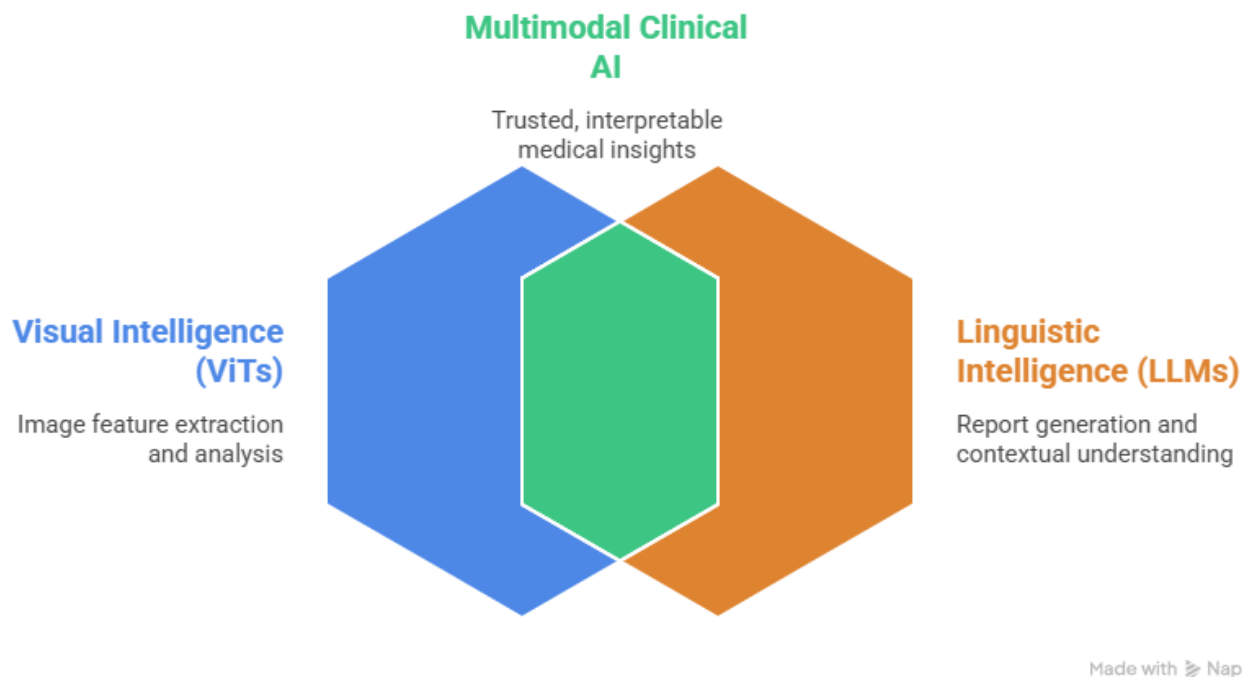 Multimodal Clinical
AI
Trusted, interpretable
medical insights
Visual Intelligence
(ViTs)
Image feature extraction
and analysis
Linguistic
Intelligence (LLMs)
Report generation and
contextual understanding
Made with Nap